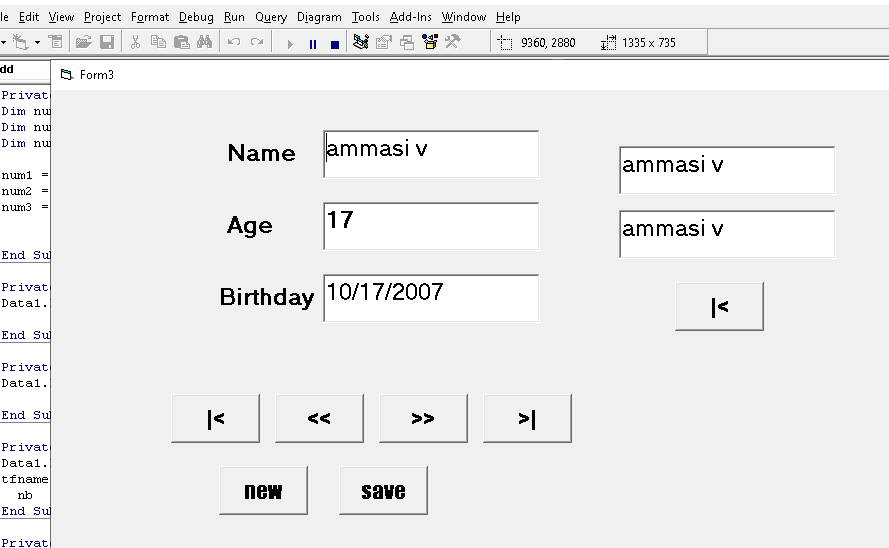 le Edit View Project Format Debug Run Query Diagram Tools Add-Ins Window Help
9360, 2880 1335 x 735
dd
Form3
Privat
Dim nu
Dim nu
Dim nu
num1 =
num2 =
num3 =
End Su
Privat
Data1.
End Su
Privat
Data1.
End Su
Privat
Data1.
tfname
nb
End Su
Privat
Name ammasi v
Age 17
Birthday 10/17/2007
ammasi v
ammasi v
|<
|< << >> >|
new save